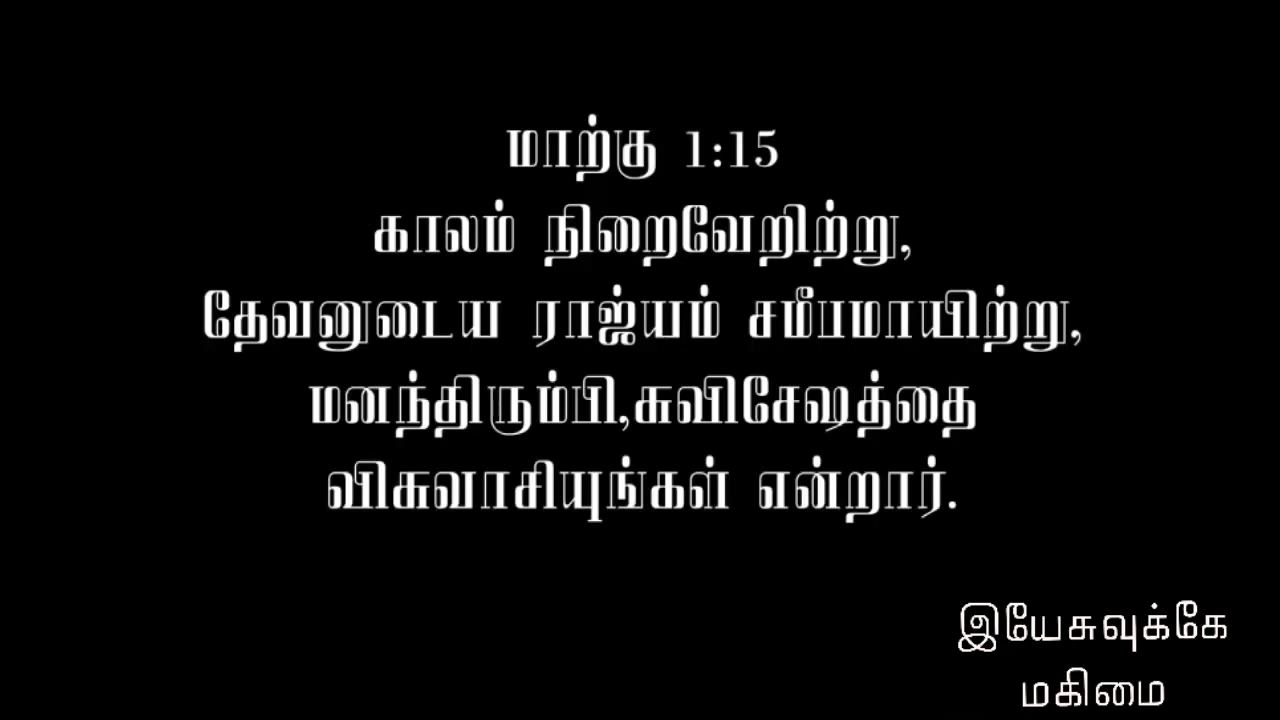 மாற்கு 1:15
காலம் நிறைவேறிற்று,
தேவனுடைய ராஜ்யம் சமீபமாயிற்று,
மனந்திரும்பி,சுவிசேஷத்தை
விசுவாசியுங்கள் என்றார்.
இயேசுவுக்கே
மகிமை